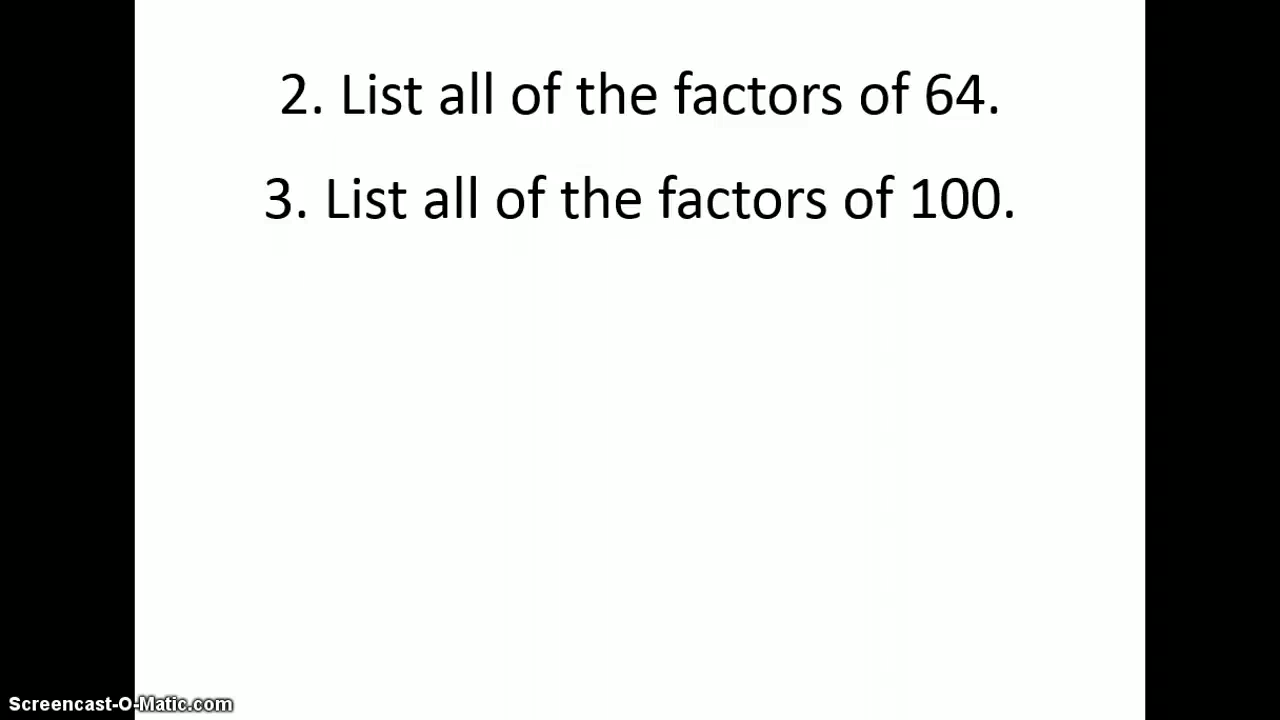 2. List all of the factors of 64.
3. List all of the factors of 100.
Screencast-O-Matic.com